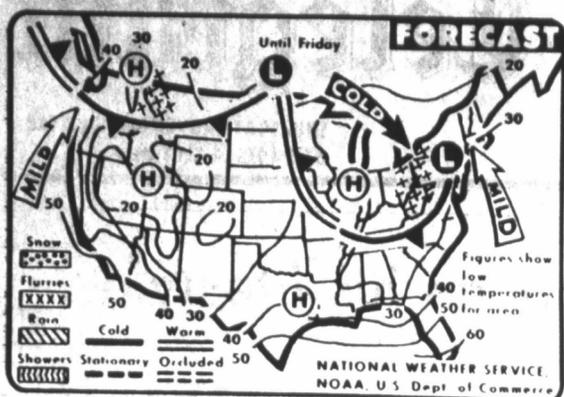 FORECAST
Until Friday
30
40
H
20
L
20
COLD
30
L
MILD
50
H
20
20
20
H
MILD
Snow
Flurries
Rain
Showers
50
40
30
Cold
Warm
Stationary
Occluded
H
40
50
30
40
50
60
Figures show
low
temperatures
for area
NATIONAL WEATHER SERVICE,
NOAA, U S Dept of Commerce